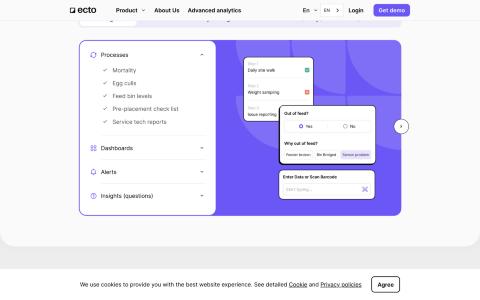 ecto
Product
About Us
Advanced analytics
En
EN
Login
Get demo
Processes
Mortality
Egg culls
Feed bin levels
Pre-placement check list
Service tech reports
Dashboards
Alerts
Insights (questions)
Daily site walk
Weight sampling
Issue reporting
Out of feed?
Yes
No
Why out of feed?
Feeder broken
Bin Bridged
Sensor problem
Enter Data or Scan Barcode
Start typing...
We use cookies to provide you with the best website experience. See detailed Cookie and Privacy policies
Agree